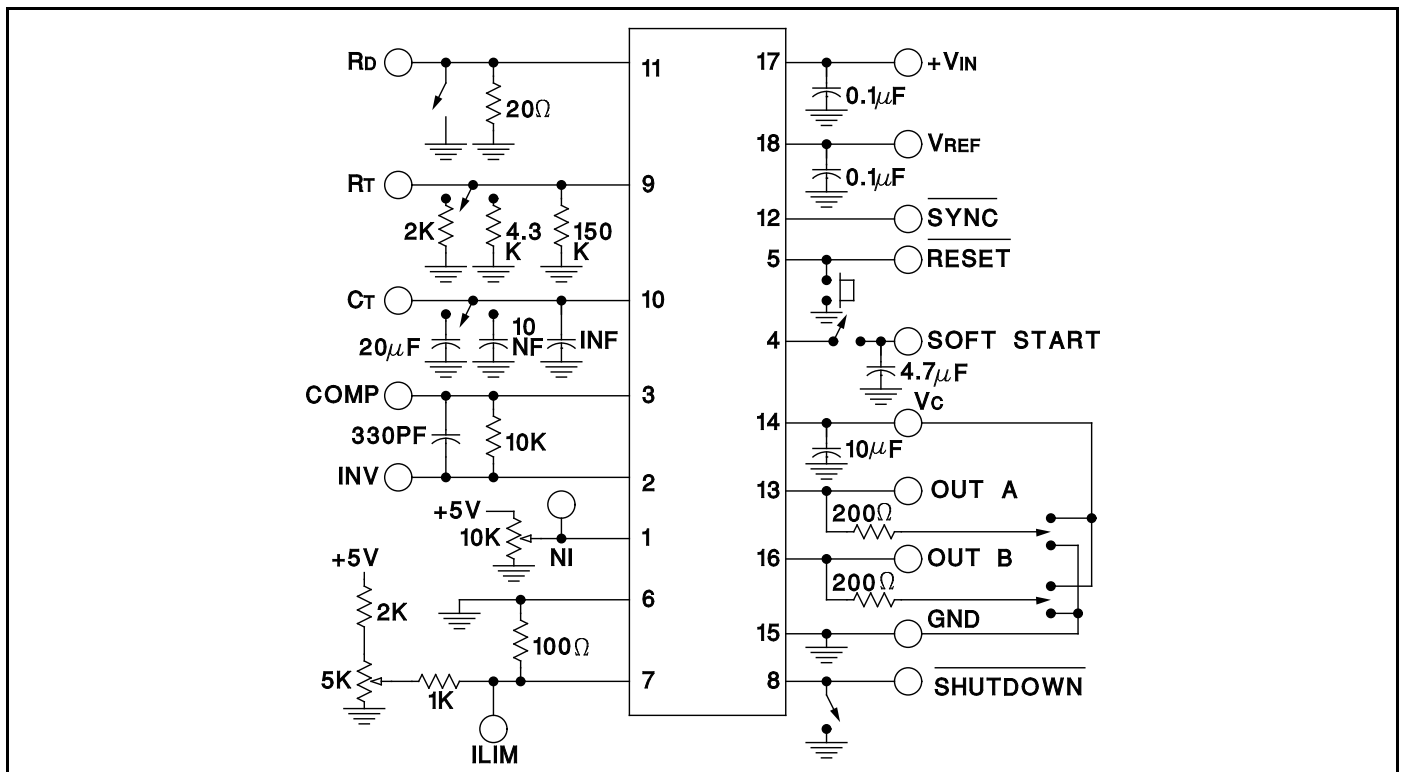 RD
11
20Ω
RT
9
2K
4.3
K
150
K
CT
10
20μF
10
NF
INF
COMP
3
330PF
10K
INV
2
+5V
10K
NI
1
+5V
2K
6
100Ω
5K
1K
7
ILIM
17
+VIN
0.1μF
18
VREF
0.1μF
12
SYNC
5
RESET
4
SOFT START
4.7μF
VC
14
10μF
13
OUT A
200Ω
16
OUT B
200Ω
15
GND
8
SHUTDOWN